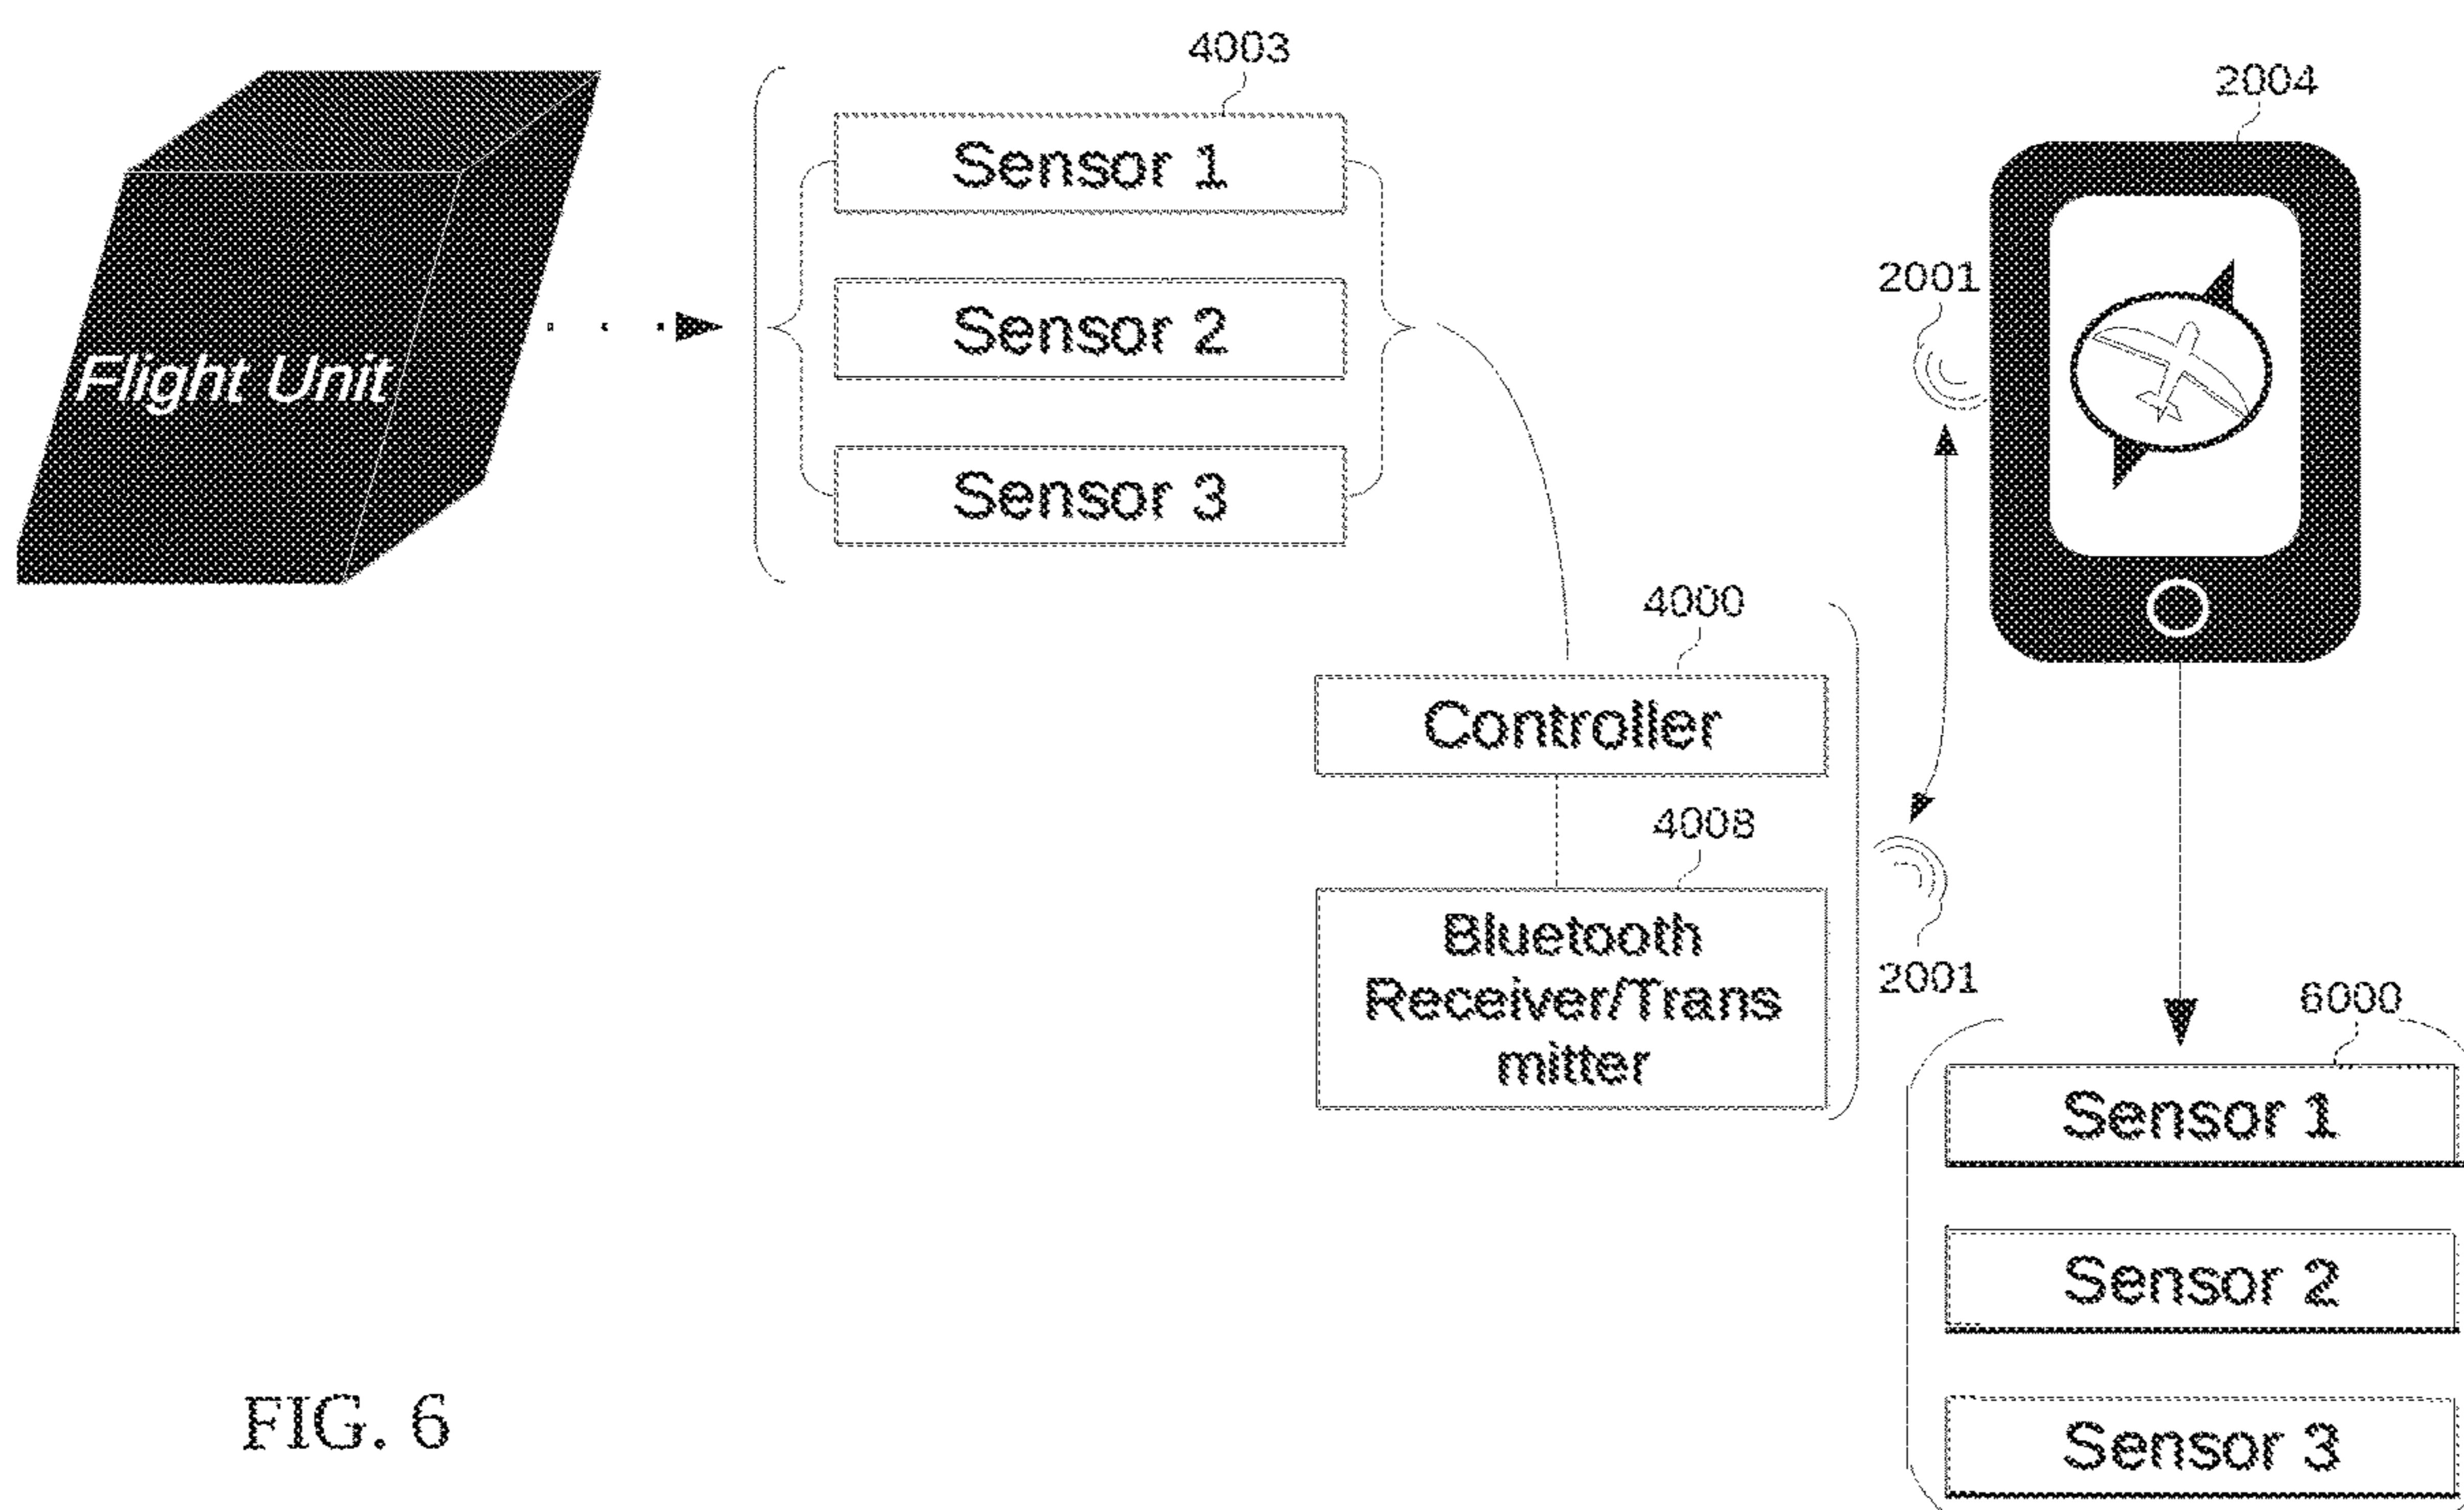 4003
2004
Sensor 1
Sensor 2
Sensor 3
Flight Unit
2001
4000
Controller
4008
Bluetooth
Receiver/Trans
mitter
2001
6000
Sensor 1
Sensor 2
Sensor 3
FIG. 6